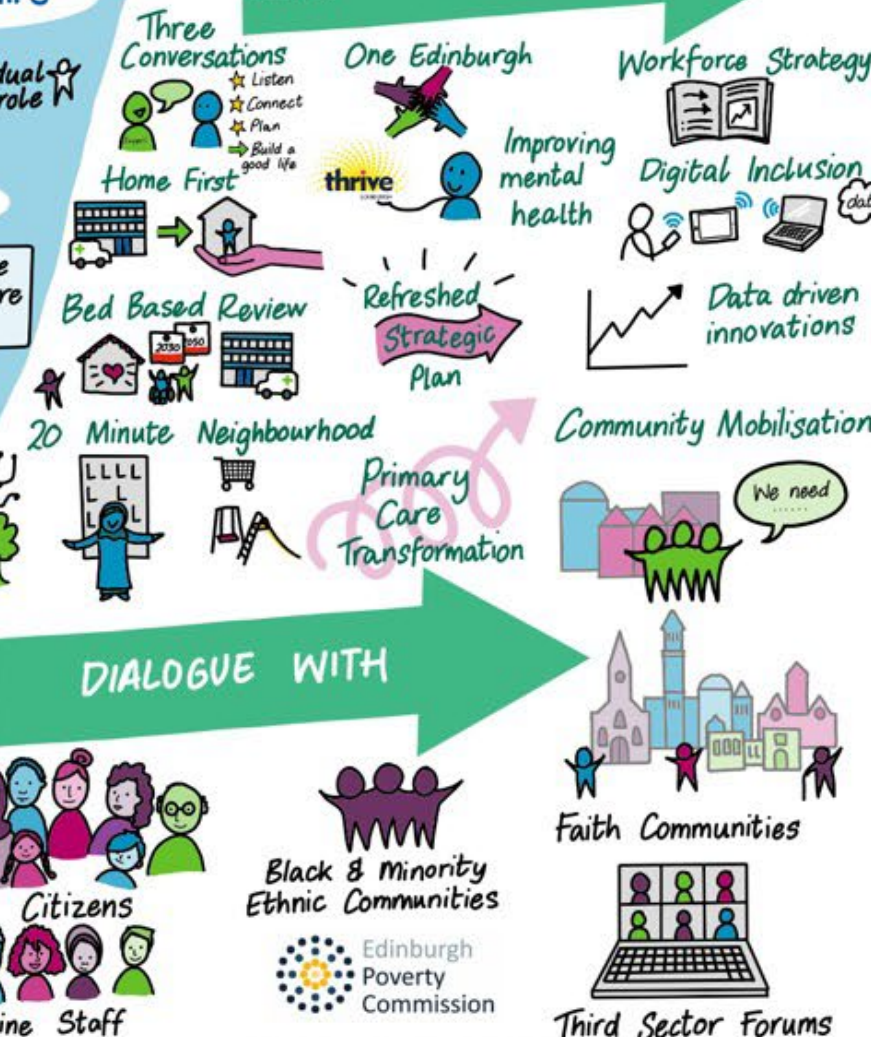 dual
role
Three
Conversations
Listen
Connect
Plan
Build a
good life
One Edinburgh
Workforce Strategy
thrive
Improving
mental
health
Home First
Digital Inclusion
Bed Based Review
2030
Refreshed
Strategic
Plan
Data driven
innovations
20 Minute Neighbourhood
Primary
Care
Transformation
Community Mobilisation
We need
......
DIALOGUE WITH
Citizens
Black & Minority
Ethnic Communities
Faith Communities
Edinburgh
Poverty
Commission
Staff
Third Sector Forums